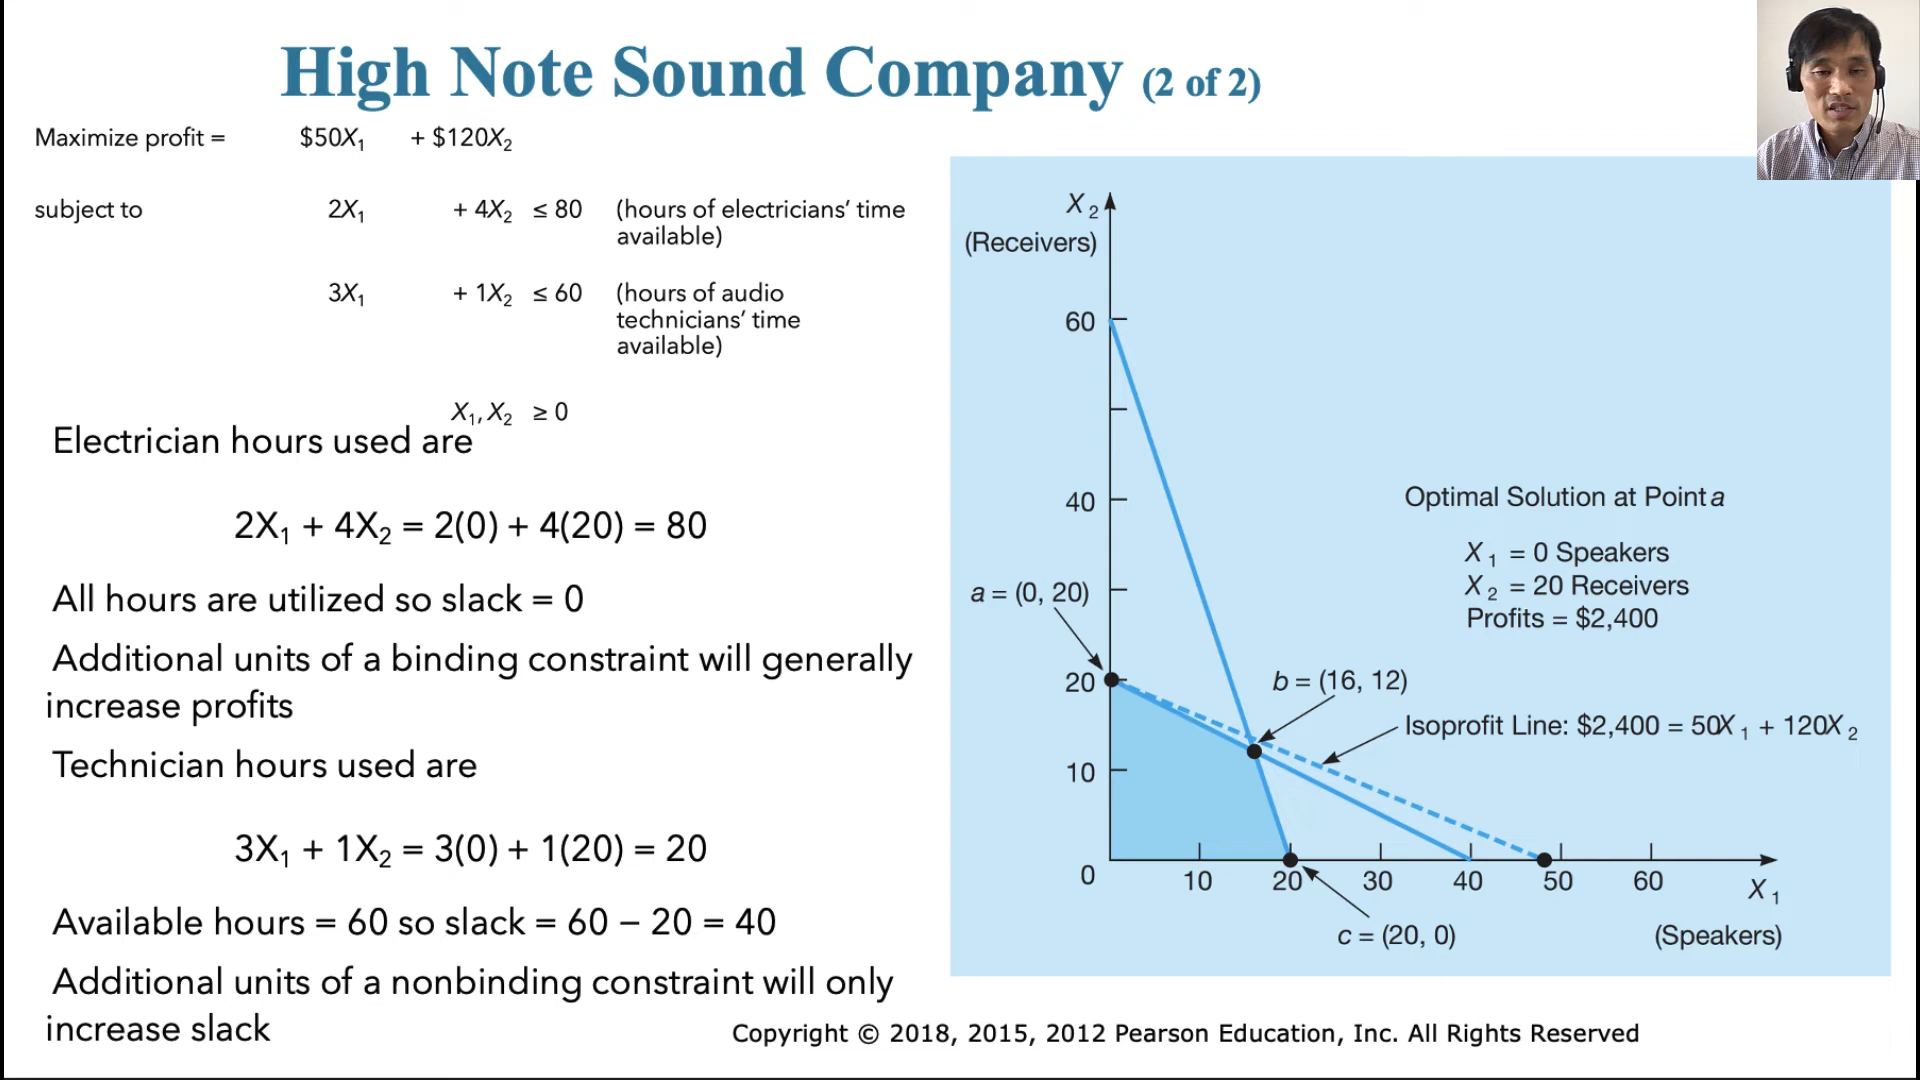 High Note Sound Company (2 of 2)
Maximize profit = $50X₁ + $120X₂
subject to 2X₁ + 4X₂ ≤ 80 (hours of electricians’ time
available)
3X₁ + 1X₂ ≤ 60 (hours of audio
technicians’ time
available)
X₁, X₂ ≥ 0
Electrician hours used are
2X₁ + 4X₂ = 2(0) + 4(20) = 80
All hours are utilized so slack = 0
Additional units of a binding constraint will generally
increase profits
Technician hours used are
3X₁ + 1X₂ = 3(0) + 1(20) = 20
Available hours = 60 so slack = 60 – 20 = 40
Additional units of a nonbinding constraint will only
increase slack
X₂
(Receivers)
60
40
a = (0, 20)
20
10
0
Optimal Solution at Point a
X₁ = 0 Speakers
X₂ = 20 Receivers
Profits = $2,400
b = (16, 12)
Isoprofit Line: $2,400 = 50X₁ + 120X₂
10 20 30 40 50 60
X₁
c = (20, 0)
(Speakers)
Copyright © 2018, 2015, 2012 Pearson Education, Inc. All Rights Reserved